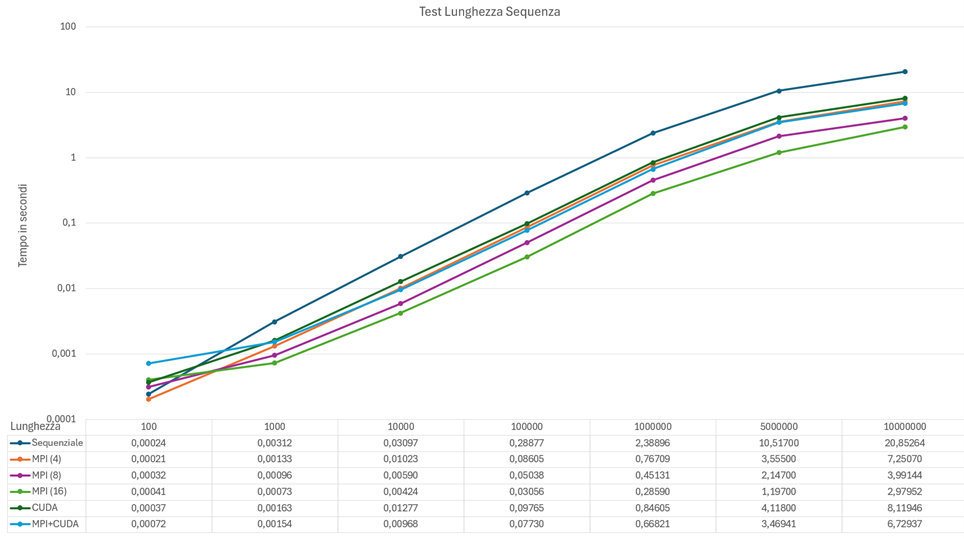 Test Lunghezza Sequenza
Tempo in secondi
100
10
1
0,1
0,01
0,001
0,0001
Lunghezza 100 1000 10000 100000 1000000 5000000 10000000
Sequenziale 0,00024 0,00312 0,03097 0,28877 2,38896 10,51700 20,85264
MPI (4) 0,00021 0,00133 0,01023 0,08605 0,76709 3,55500 7,25070
MPI (8) 0,00032 0,00096 0,00590 0,05038 0,45131 2,14700 3,99144
MPI (16) 0,00041 0,00073 0,00424 0,03056 0,28590 1,19700 2,97952
CUDA 0,00037 0,00163 0,01277 0,09765 0,84605 4,11800 8,11946
MPI+CUDA 0,00072 0,00154 0,00968 0,07730 0,66821 3,46941 6,72937